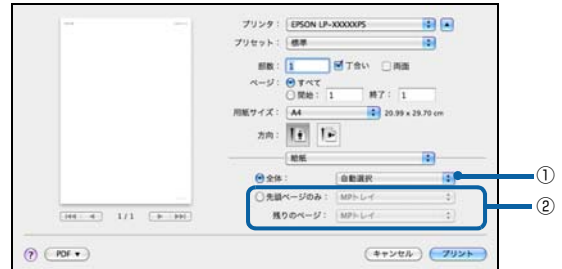 プリンタ： EPSON LP-XXXXXPS
プリセット： 標準
部数： 1 丁合い 両面
ページ： すべて
開始： 1 終了： 1
用紙サイズ： A4 20.99 x 29.70 cm
方向：
給紙
全体： 自動選択 ①
先頭ページのみ： MPトレイ ②
残りのページ： MPトレイ
1/1
? PDF ▼ キャンセル プリント